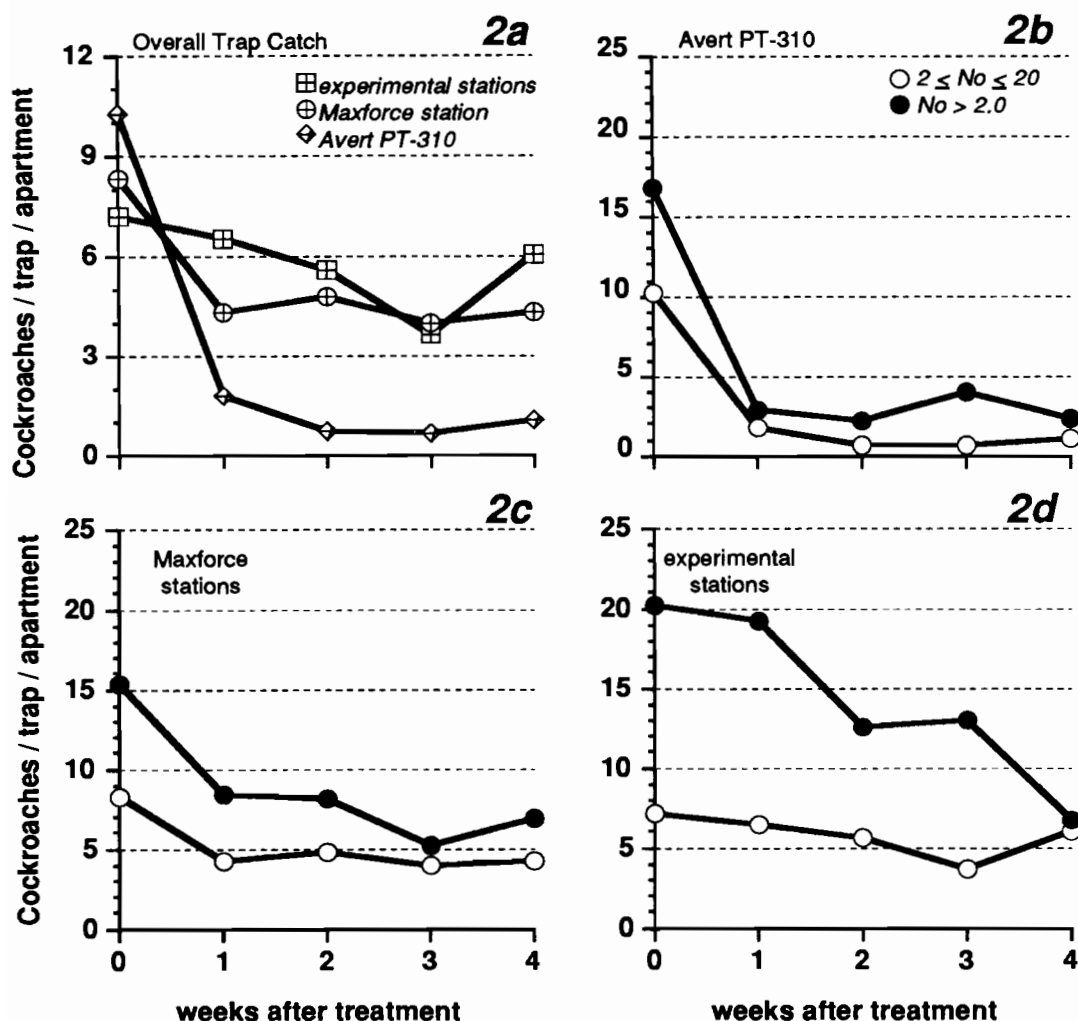 2a
Overall Trap Catch
12
9
6
3
0
experimental stations
Maxforce station
Avert PT-310
Cockroaches / trap / apartment
2b
Avert PT-310
25
20
15
10
5
0
2 ≤ No ≤ 20
No > 2.0
2c
Maxforce
stations
25
20
15
10
5
0
Cockroaches / trap / apartment
0 1 2 3 4
weeks after treatment
2d
experimental
stations
25
20
15
10
5
0
0 1 2 3 4
weeks after treatment